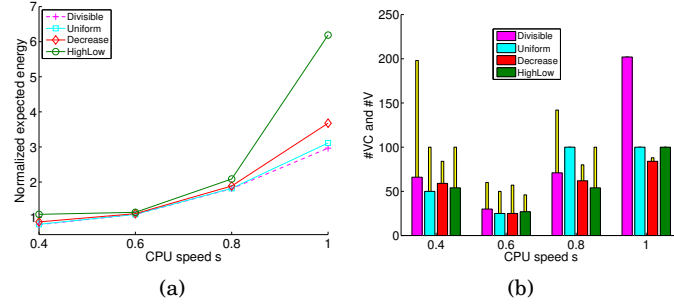 Normalized expected energy
7
6
5
4
3
2
1
Divisible
Uniform
Decrease
HighLow
0.4
0.6
0.8
1
CPU speed s
(a)
#VC and #V
250
200
150
100
50
0
Divisible
Uniform
Decrease
HighLow
0.4
0.6
0.8
1
CPU speed s
(b)